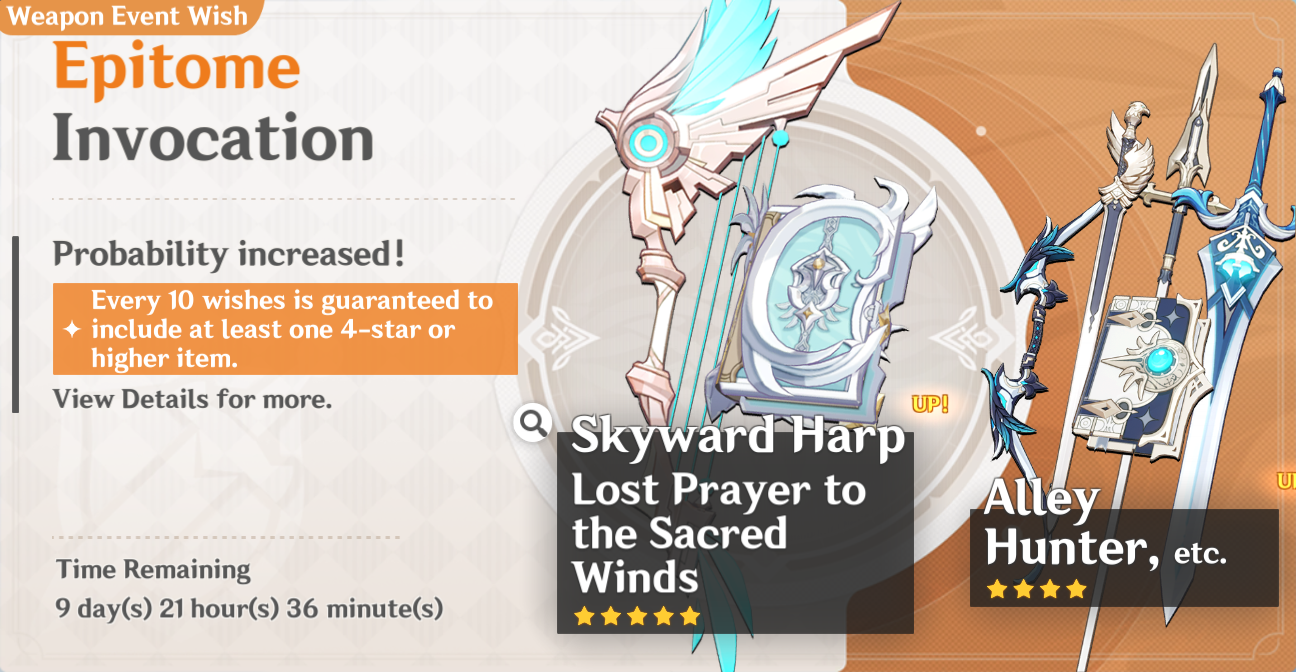 Weapon Event Wish
Epitome
Invocation
Probability increased!
Every 10 wishes is guaranteed to
✦ include at least one 4-star or
higher item.
View Details for more.
Time Remaining
9 day(s) 21 hour(s) 36 minute(s)
UP!
Skyward Harp
Lost Prayer to
the Sacred
Winds
Alley
Hunter, etc.